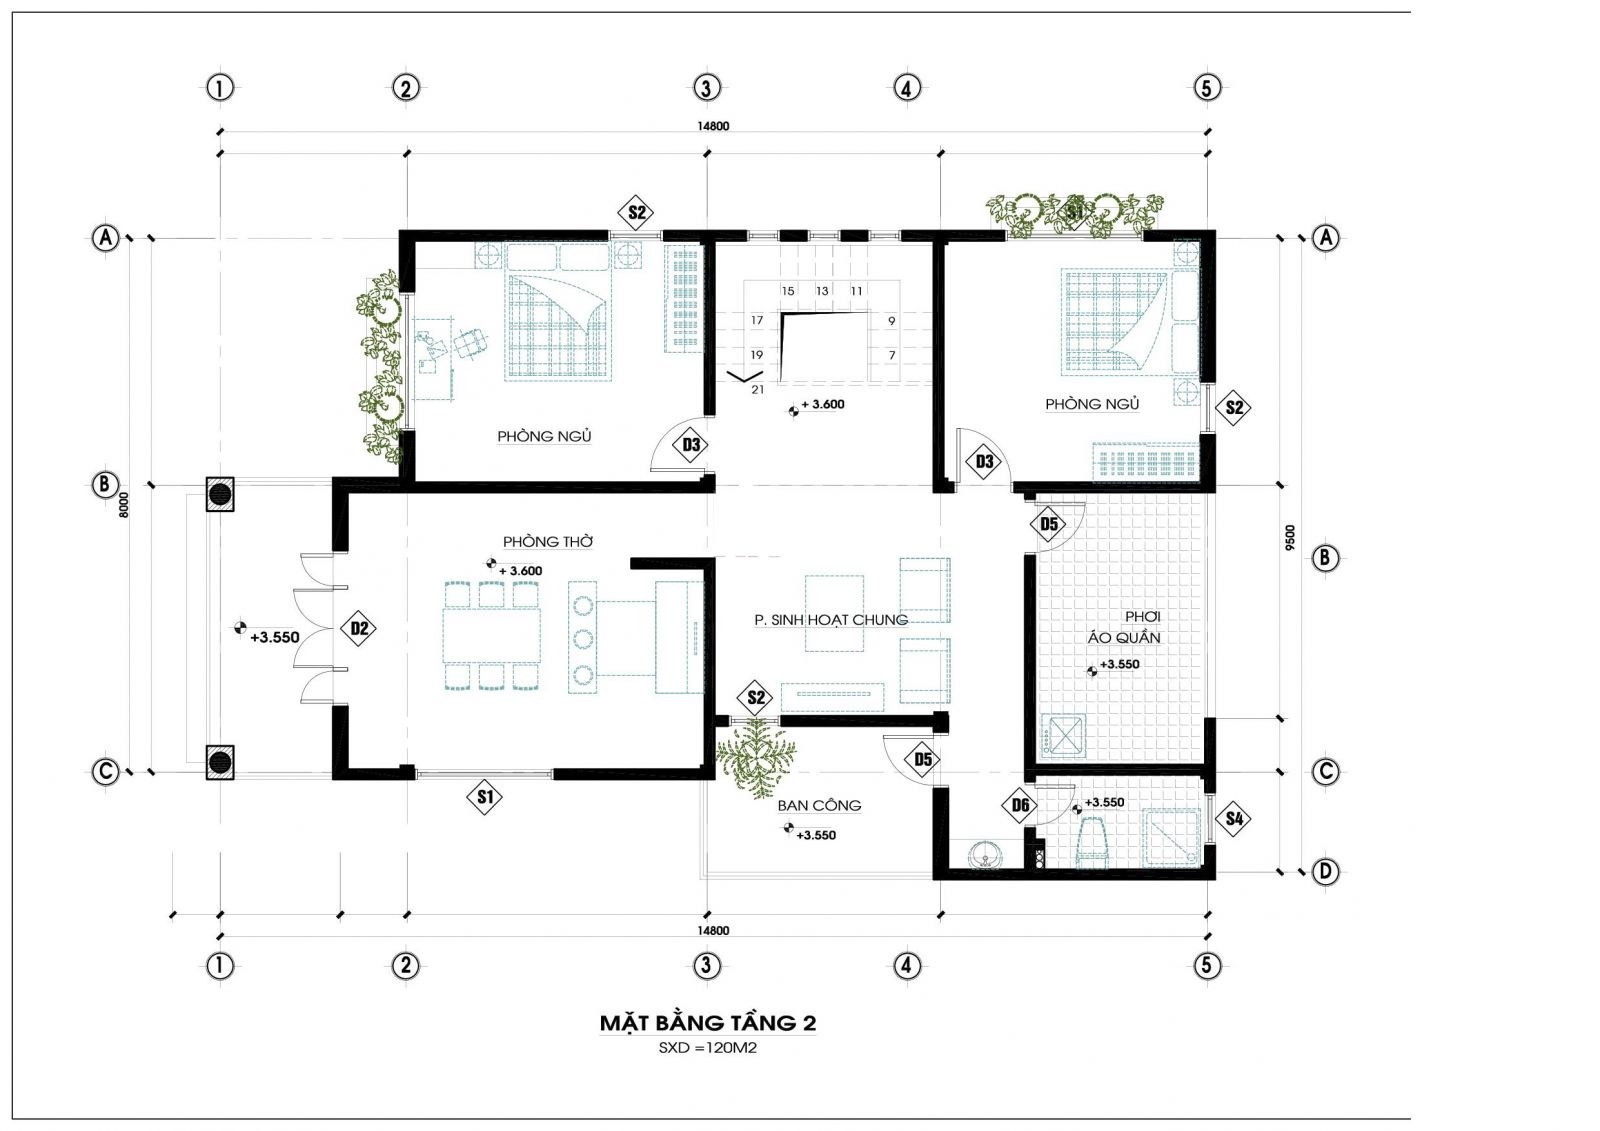 1 2 3 4 5
14800
S2 S1
A A
15 13 11
17 9
19 7
21
+ 3.600
PHÒNG NGỦ S2
PHÒNG NGỦ
D3 D3
B
8000
D5
PHÒNG THỜ
+ 3.600
9500
B
P. SINH HOẠT CHUNG
PHƠI
ÁO QUẦN
+3.550
D2
+3.550
S2
D5
C C
S1
BAN CÔNG
+3.550
D6
+3.550
S4
D
14800
1 2 3 4 5
MẶT BẰNG TẦNG 2
SXD =120M2